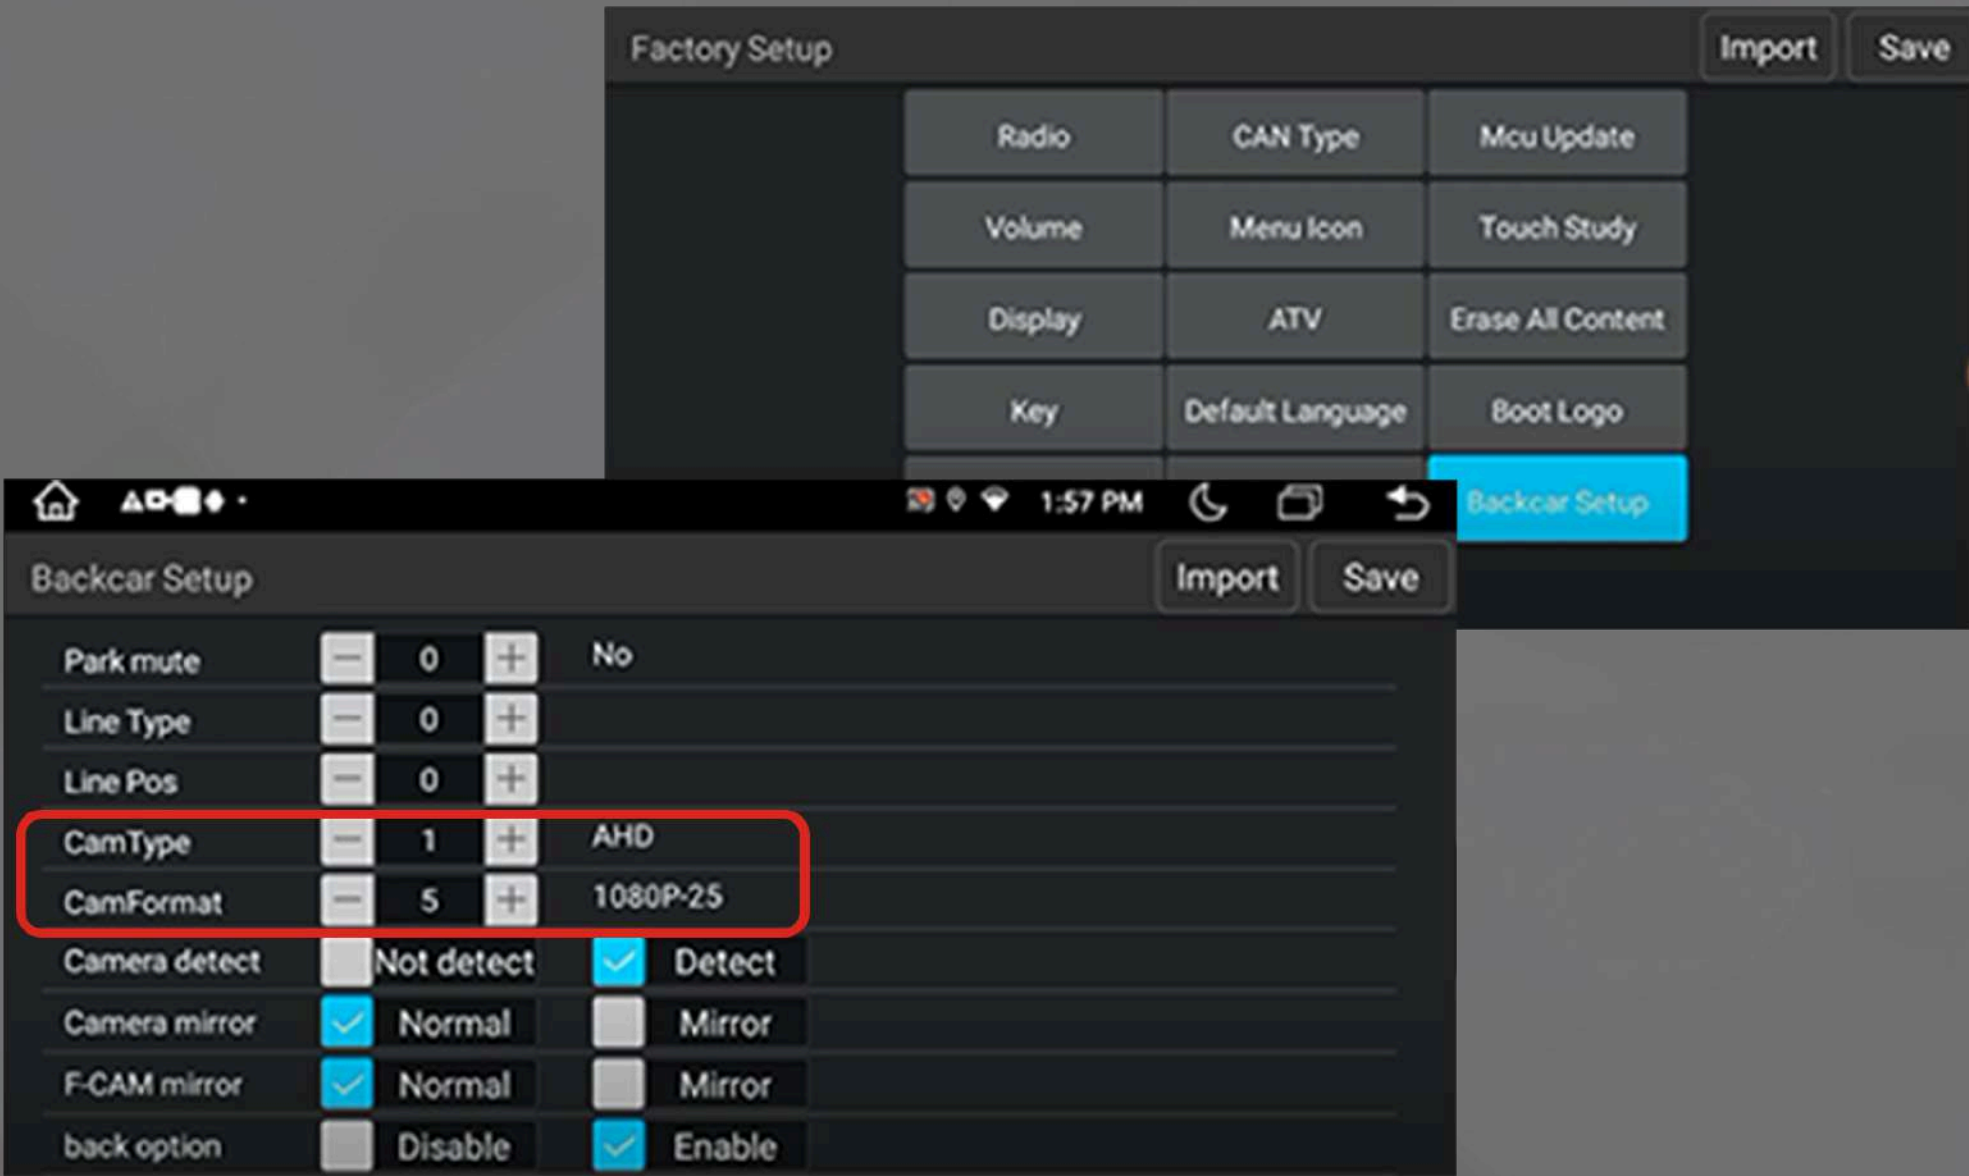 Factory Setup Import Save
Radio CAN Type Mcu Update
Volume Menu Icon Touch Study
Display ATV Erase All Content
Key Default Language Boot Logo
Backcar Setup
1:57 PM
Backcar Setup Import Save
Park mute − 0 + No
Line Type − 0 +
Line Pos − 0 +
CamType − 1 + AHD
CamFormat − 5 + 1080P-25
Camera detect Not detect Detect
Camera mirror Normal Mirror
F-CAM mirror Normal Mirror
back option Disable Enable